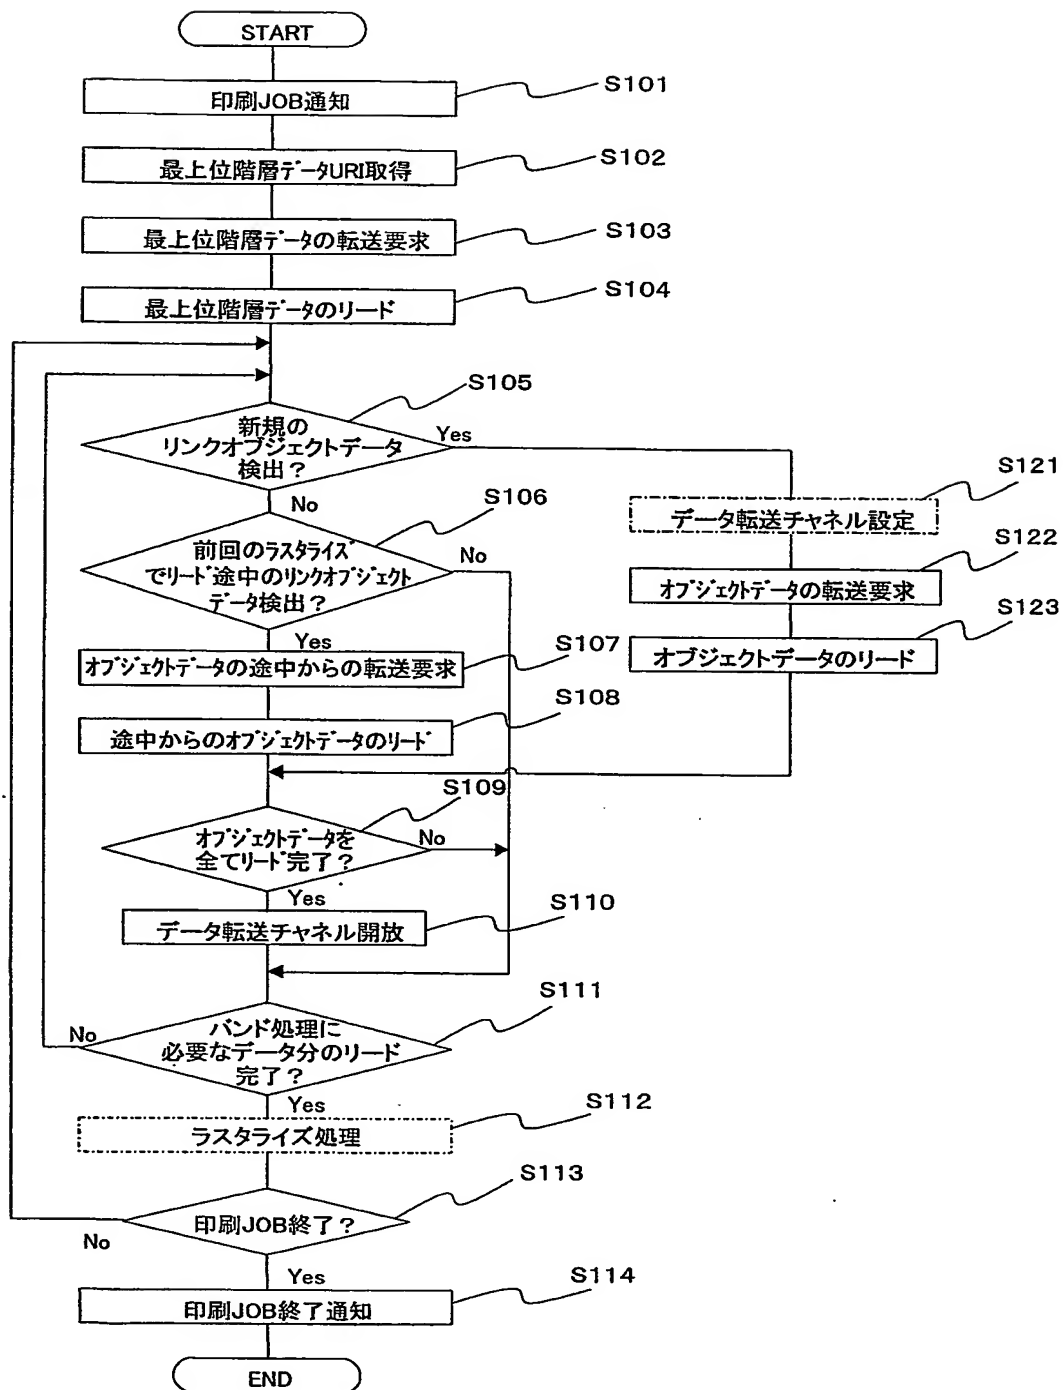 START
印刷JOB通知
S101
最上位階層データURI取得
S102
最上位階層データの転送要求
S103
最上位階層データのリード
S104
S105
新規の
リンクオブジェクトデータ
検出?
Yes
No
S121
データ転送チャネル設定
S122
オブジェクトデータの転送要求
S123
オブジェクトデータのリード
S106
前回のラスタライズ
でリード途中のリンクオブジェクト
データ検出?
No
Yes
S107
オブジェクトデータの途中からの転送要求
S108
途中からのオブジェクトデータのリード
S109
オブジェクトデータを
全てリード完了?
No
Yes
S110
データ転送チャネル開放
S111
バンド処理に
必要なデータ分のリード
完了?
No
Yes
S112
ラスタライズ処理
S113
印刷JOB終了?
No
Yes
S114
印刷JOB終了通知
END